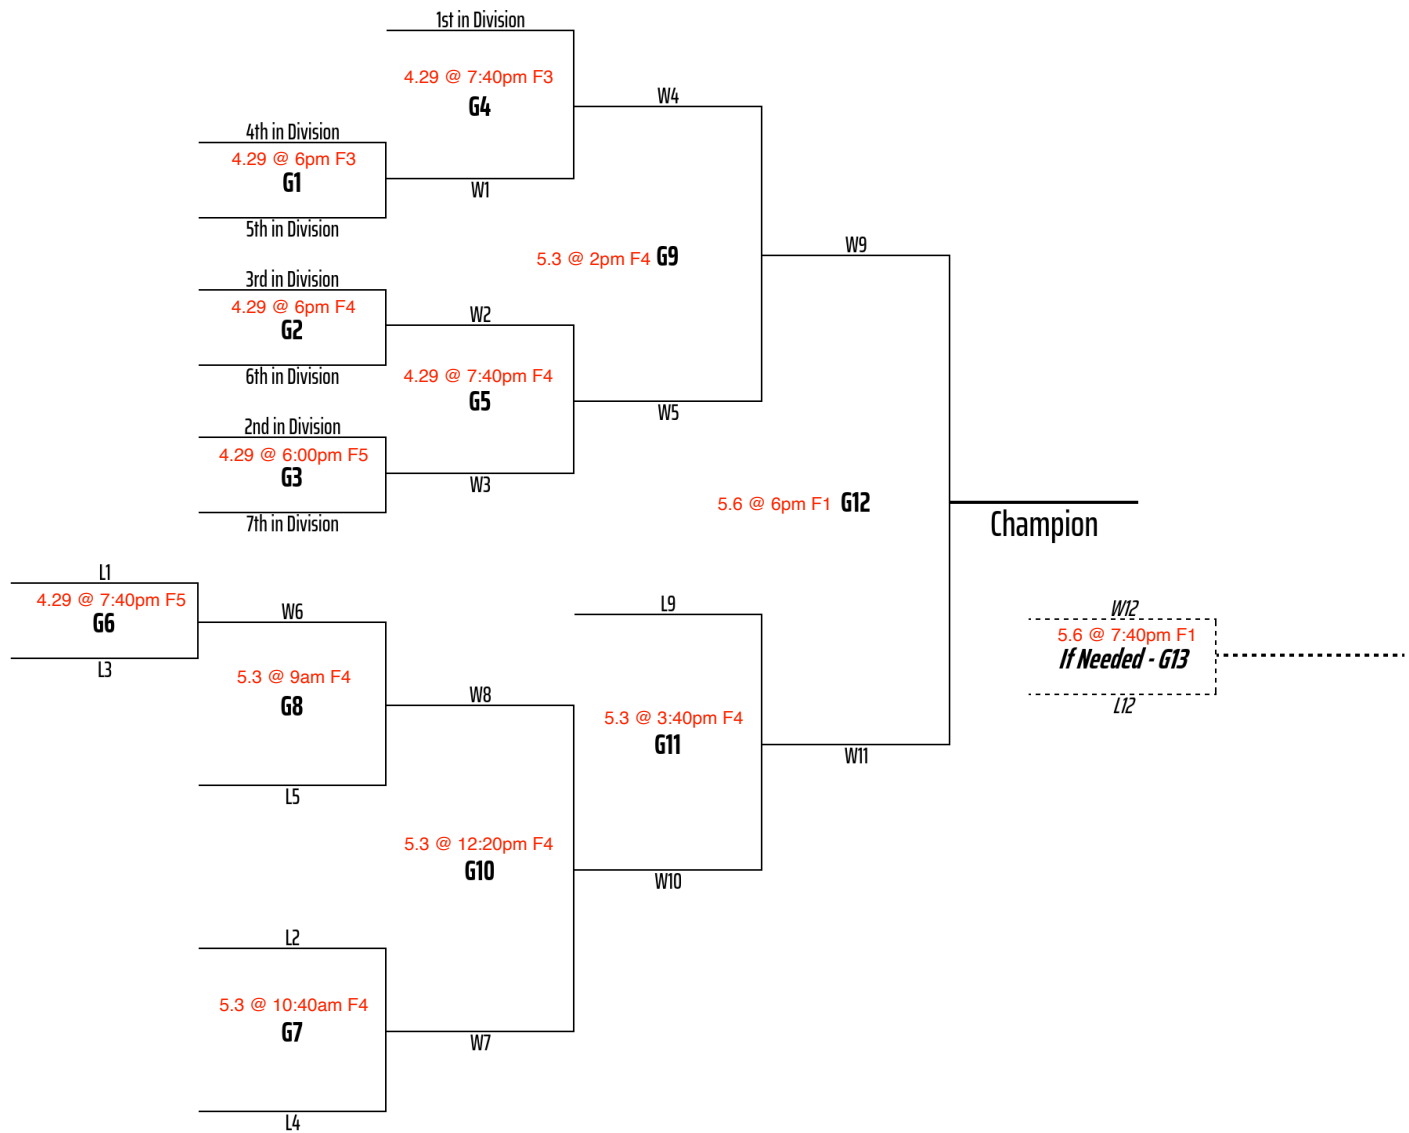 1st in Division
4.29 @ 7:40pm F3
G4
W4
4th in Division
4.29 @ 6pm F3
G1
W1
5th in Division
W9
5.3 @ 2pm F4 G9
3rd in Division
4.29 @ 6pm F4
G2
W2
6th in Division
4.29 @ 7:40pm F4
G5
W5
2nd in Division
4.29 @ 6:00pm F5
G3
W3
7th in Division
5.6 @ 6pm F1 G12
Champion
L1
4.29 @ 7:40pm F5
G6
L3
W6
L9
W12
5.6 @ 7:40pm F1
If Needed - G13
L12
5.3 @ 9am F4
G8
W8
5.3 @ 3:40pm F4
G11
W11
L5
5.3 @ 12:20pm F4
G10
W10
L2
5.3 @ 10:40am F4
G7
W7
L4